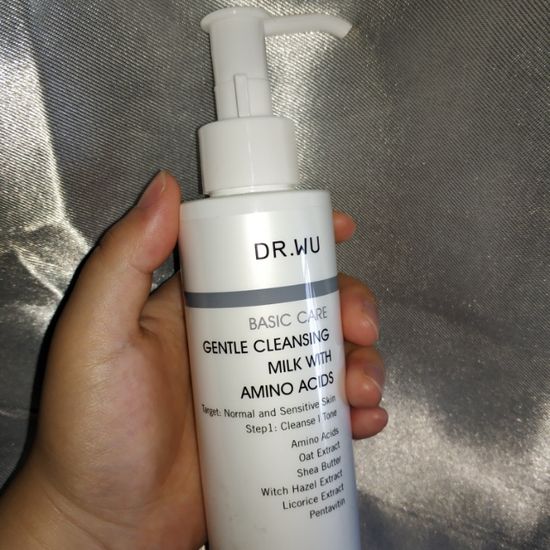 DR.WU
BASIC CARE
GENTLE CLEANSING
MILK WITH
AMINO ACIDS
Target: Normal and Sensitive Skin
Step1: Cleanse | Tone
Amino Acids
Oat Extract
Shea Butter
Witch Hazel Extract
Licorice Extract
Pentavitin